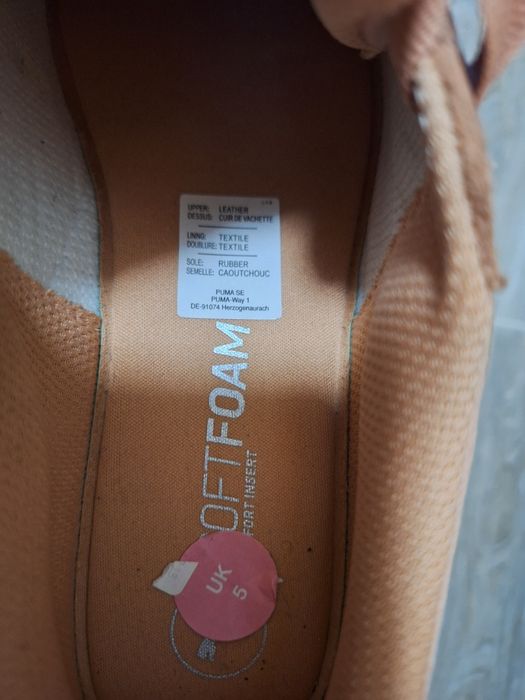 UPPER: LEATHER
DESSUS: CUIR DE VACHETTE
LINING: TEXTILE
DOUBLURE: TEXTILE
SOLE: RUBBER
SEMELLE: CAOUTCHOUC
PUMA SE
PUMA-Way 1
DE-91074 Herzogenaurach
OFTFOAM
FORT INSERT
UK
5